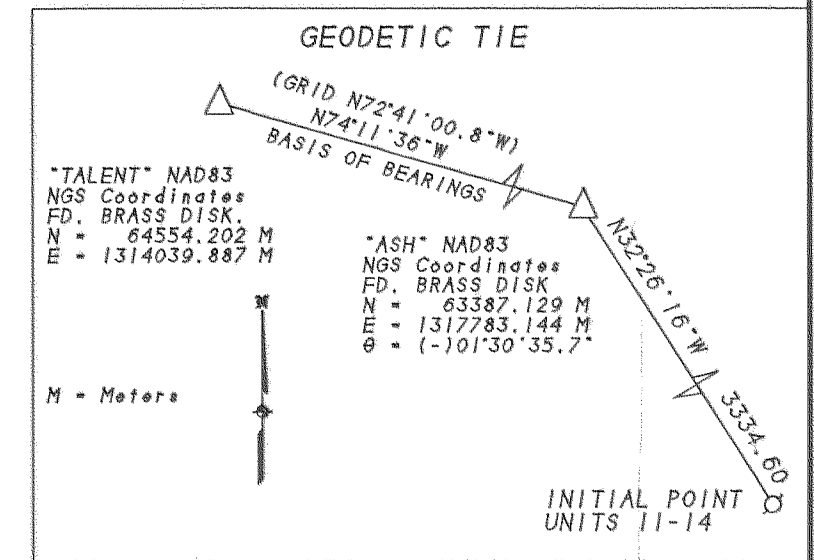 GEODETIC TIE
(GRID N72°41'00.8"W)
N74°11'36"W
BASIS OF BEARINGS
"TALENT" NAD83
NGS Coordinates
FD. BRASS DISK.
N = 64554.202 M
E = 1314039.887 M
"ASH" NAD83
NGS Coordinates
FD. BRASS DISK
N = 63387.129 M
E = 1317783.144 M
θ = (-)01°30'35.7"
N32°26'16"W
3334.60
M = Meters
INITIAL POINT
UNITS 11-14